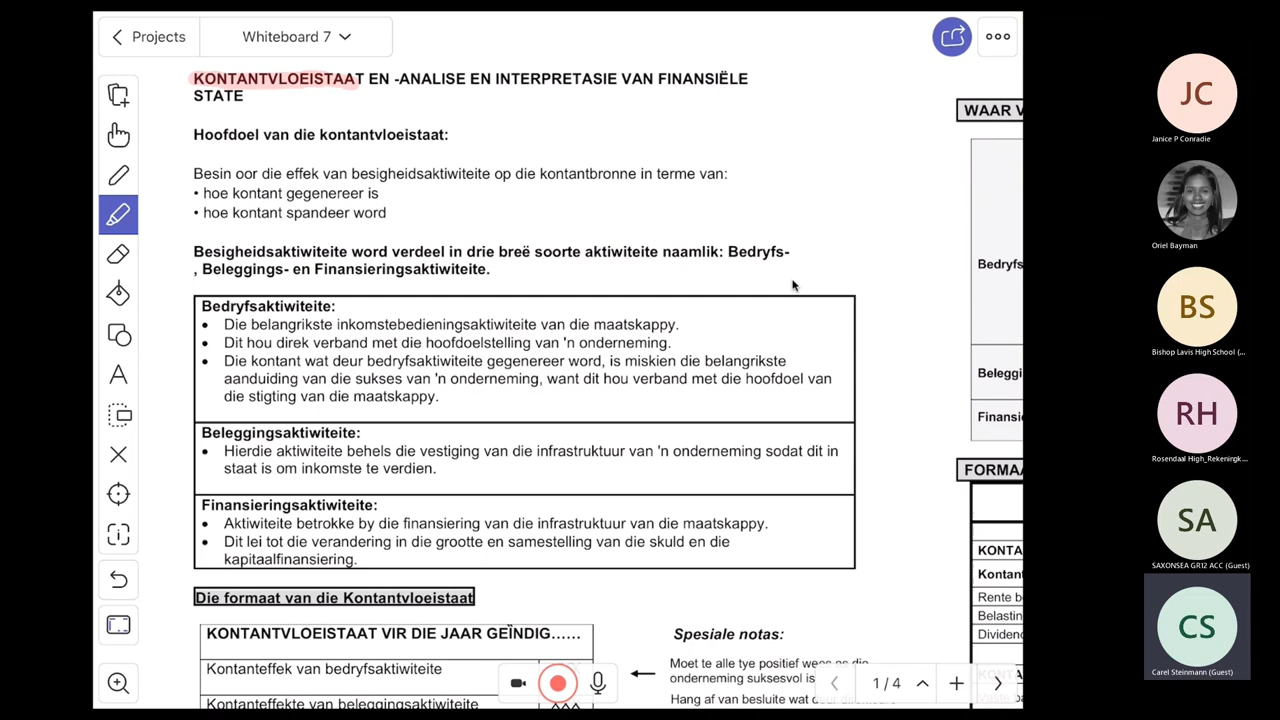 Projects
Whiteboard 7
KONTANTVLOEISTAAT EN -ANALISE EN INTERPRETASIE VAN FINANSIËLE
STATE
Hoofdoel van die kontantvloeistaat:
Besin oor die effek van besigheidsaktiwiteite op die kontantbronne in terme van:
• hoe kontant gegenereer is
• hoe kontant spandeer word
Besigheidsaktiwiteite word verdeel in drie breë soorte aktiwiteite naamlik: Bedryfs-
, Beleggings- en Finansieringsaktiwiteite.
Bedryfsaktiwiteite:
• Die belangrikste inkomstebedieningsaktiwiteite van die maatskappy.
• Dit hou direk verband met die hoofdoelstelling van 'n onderneming.
• Die kontant wat deur bedryfsaktiwiteite gegenereer word, is miskien die belangrikste
aanduiding van die sukses van 'n onderneming, want dit hou verband met die hoofdoel van
die stigting van die maatskappy.
Beleggingsaktiwiteite:
• Hierdie aktiwiteite behels die vestiging van die infrastruktuur van 'n onderneming sodat dit in
staat is om inkomste te verdien.
Finansieringsaktiwiteite:
• Aktiwiteite betrokke by die finansiering van die infrastruktuur van die maatskappy.
• Dit lei tot die verandering in die grootte en samestelling van die skuld en die
kapitaalfinansiering.
Die formaat van die Kontantvloeistaat
KONTANTVLOEISTAAT VIR DIE JAAR GEÏNDIG……
Kontanteffek van bedryfsaktiwiteite
Kontanteffekte van beleggingsaktiwiteite
Spesiale notas:
Moet te alle tye positief wees as die
onderneming suksesvol is
Hang af van besluite wat deur
1 / 4
WAAR V
Bedryfs
Beleggi
Finansi
FORMAA
KONTA
Kontant
Rente b
Belastin
Dividen
JC
Janice P Conradie
Oriel Bayman
BS
Bishop Lavis High School (...
RH
Rosendaal High_Rekeningk...
SA
SAXONSEA GR12 ACC (Guest)
CS
Carel Steinmann (Guest)